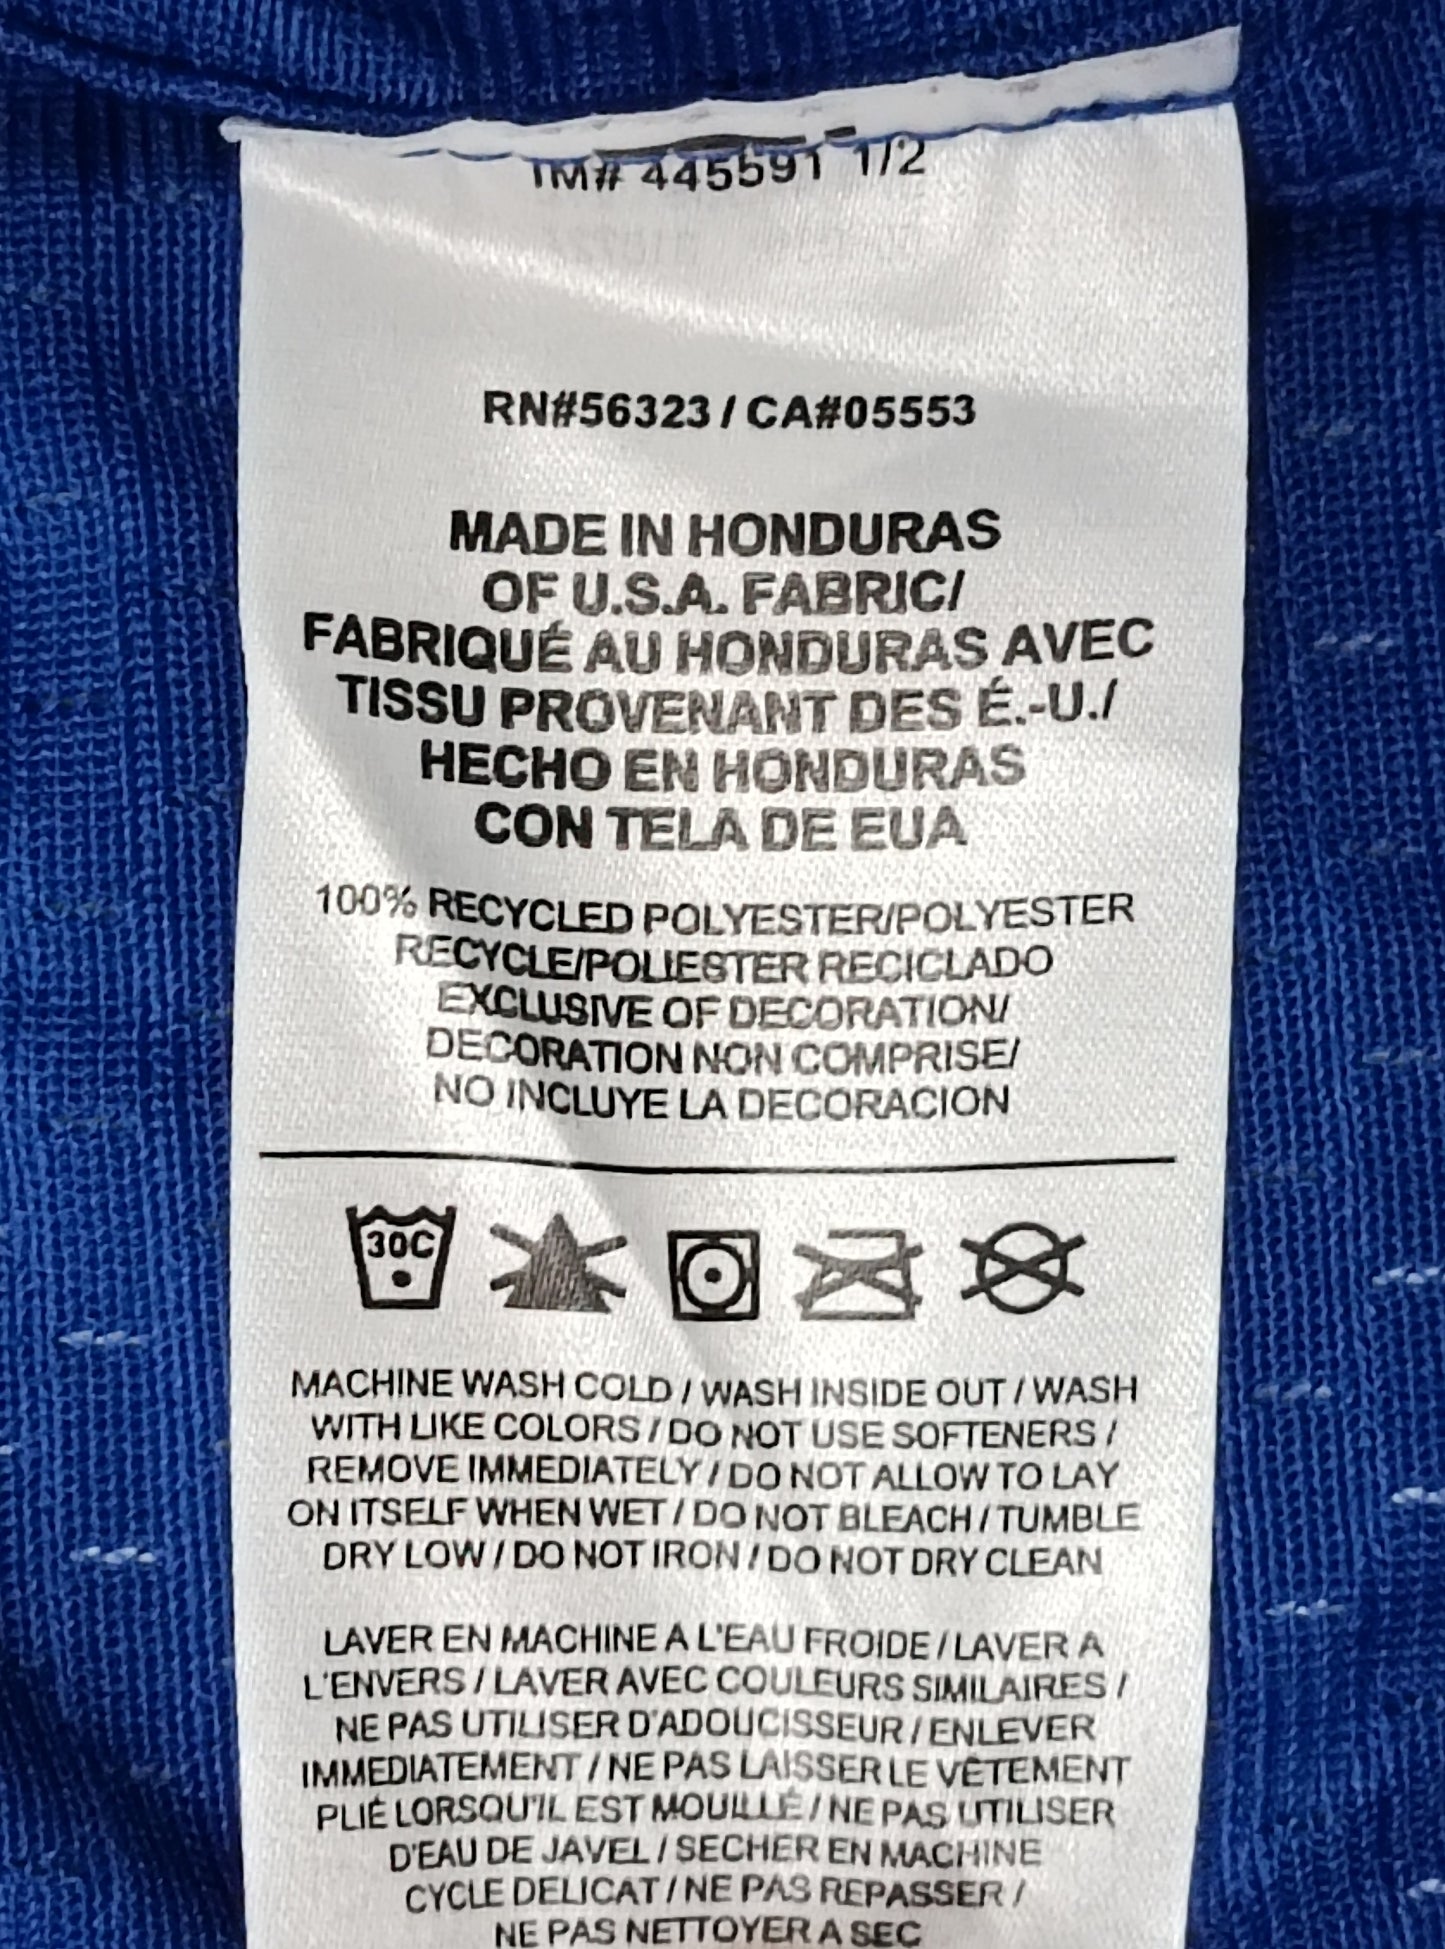 IM# 445591 1/2
RN#56323 / CA#05553
MADE IN HONDURAS
OF U.S.A. FABRIC/
FABRIQUÉ AU HONDURAS AVEC
TISSU PROVENANT DES É.-U./
HECHO EN HONDURAS
CON TELA DE EUA
100% RECYCLED POLYESTER/POLYESTER
RECYCLE/POLIESTER RECICLADO
EXCLUSIVE OF DECORATION/
DECORATION NON COMPRISE/
NO INCLUYE LA DECORACION
30C
MACHINE WASH COLD / WASH INSIDE OUT / WASH
WITH LIKE COLORS / DO NOT USE SOFTENERS /
REMOVE IMMEDIATELY / DO NOT ALLOW TO LAY
ON ITSELF WHEN WET / DO NOT BLEACH / TUMBLE
DRY LOW / DO NOT IRON / DO NOT DRY CLEAN
LAVER EN MACHINE A L'EAU FROIDE / LAVER A
L'ENVERS / LAVER AVEC COULEURS SIMILAIRES /
NE PAS UTILISER D'ADOUCISSEUR / ENLEVER
IMMEDIATEMENT / NE PAS LAISSER LE VÊTEMENT
PLIÉ LORSQU'IL EST MOUILLÉ / NE PAS UTILISER
D'EAU DE JAVEL / SECHER EN MACHINE
CYCLE DELICAT / NE PAS REPASSER /
NE PAS NETTOYER A SEC